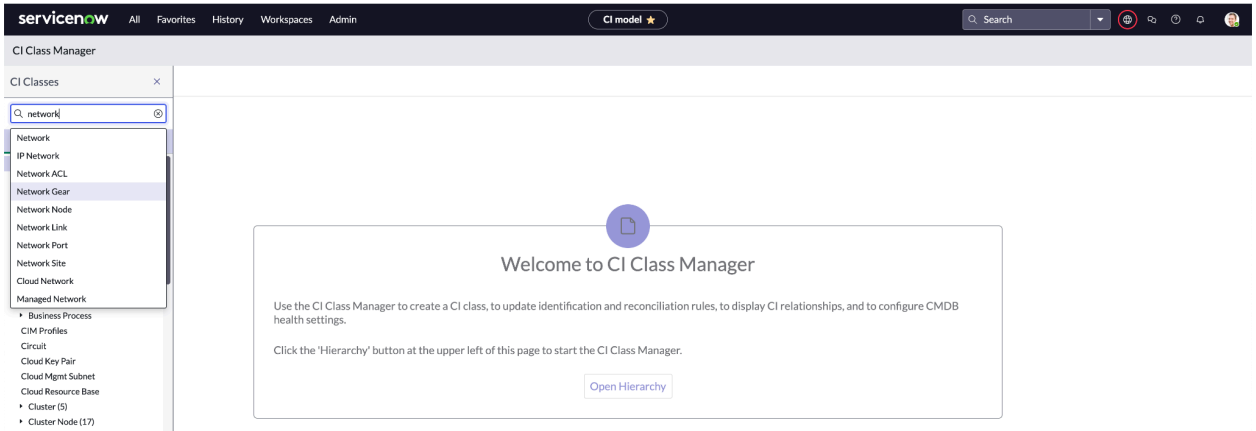 servicenow All Favorites History Workspaces Admin CI model Search
CI Class Manager
CI Classes
network
Network
IP Network
Network ACL
Network Gear
Network Node
Network Link
Network Port
Network Site
Cloud Network
Managed Network
Business Process
CIM Profiles
Circuit
Cloud Key Pair
Cloud Mgmt Subnet
Cloud Resource Base
Cluster (5)
Cluster Node (17)
Welcome to CI Class Manager
Use the CI Class Manager to create a CI class, to update identification and reconciliation rules, to display CI relationships, and to configure CMDB
health settings.
Click the 'Hierarchy' button at the upper left of this page to start the CI Class Manager.
Open Hierarchy